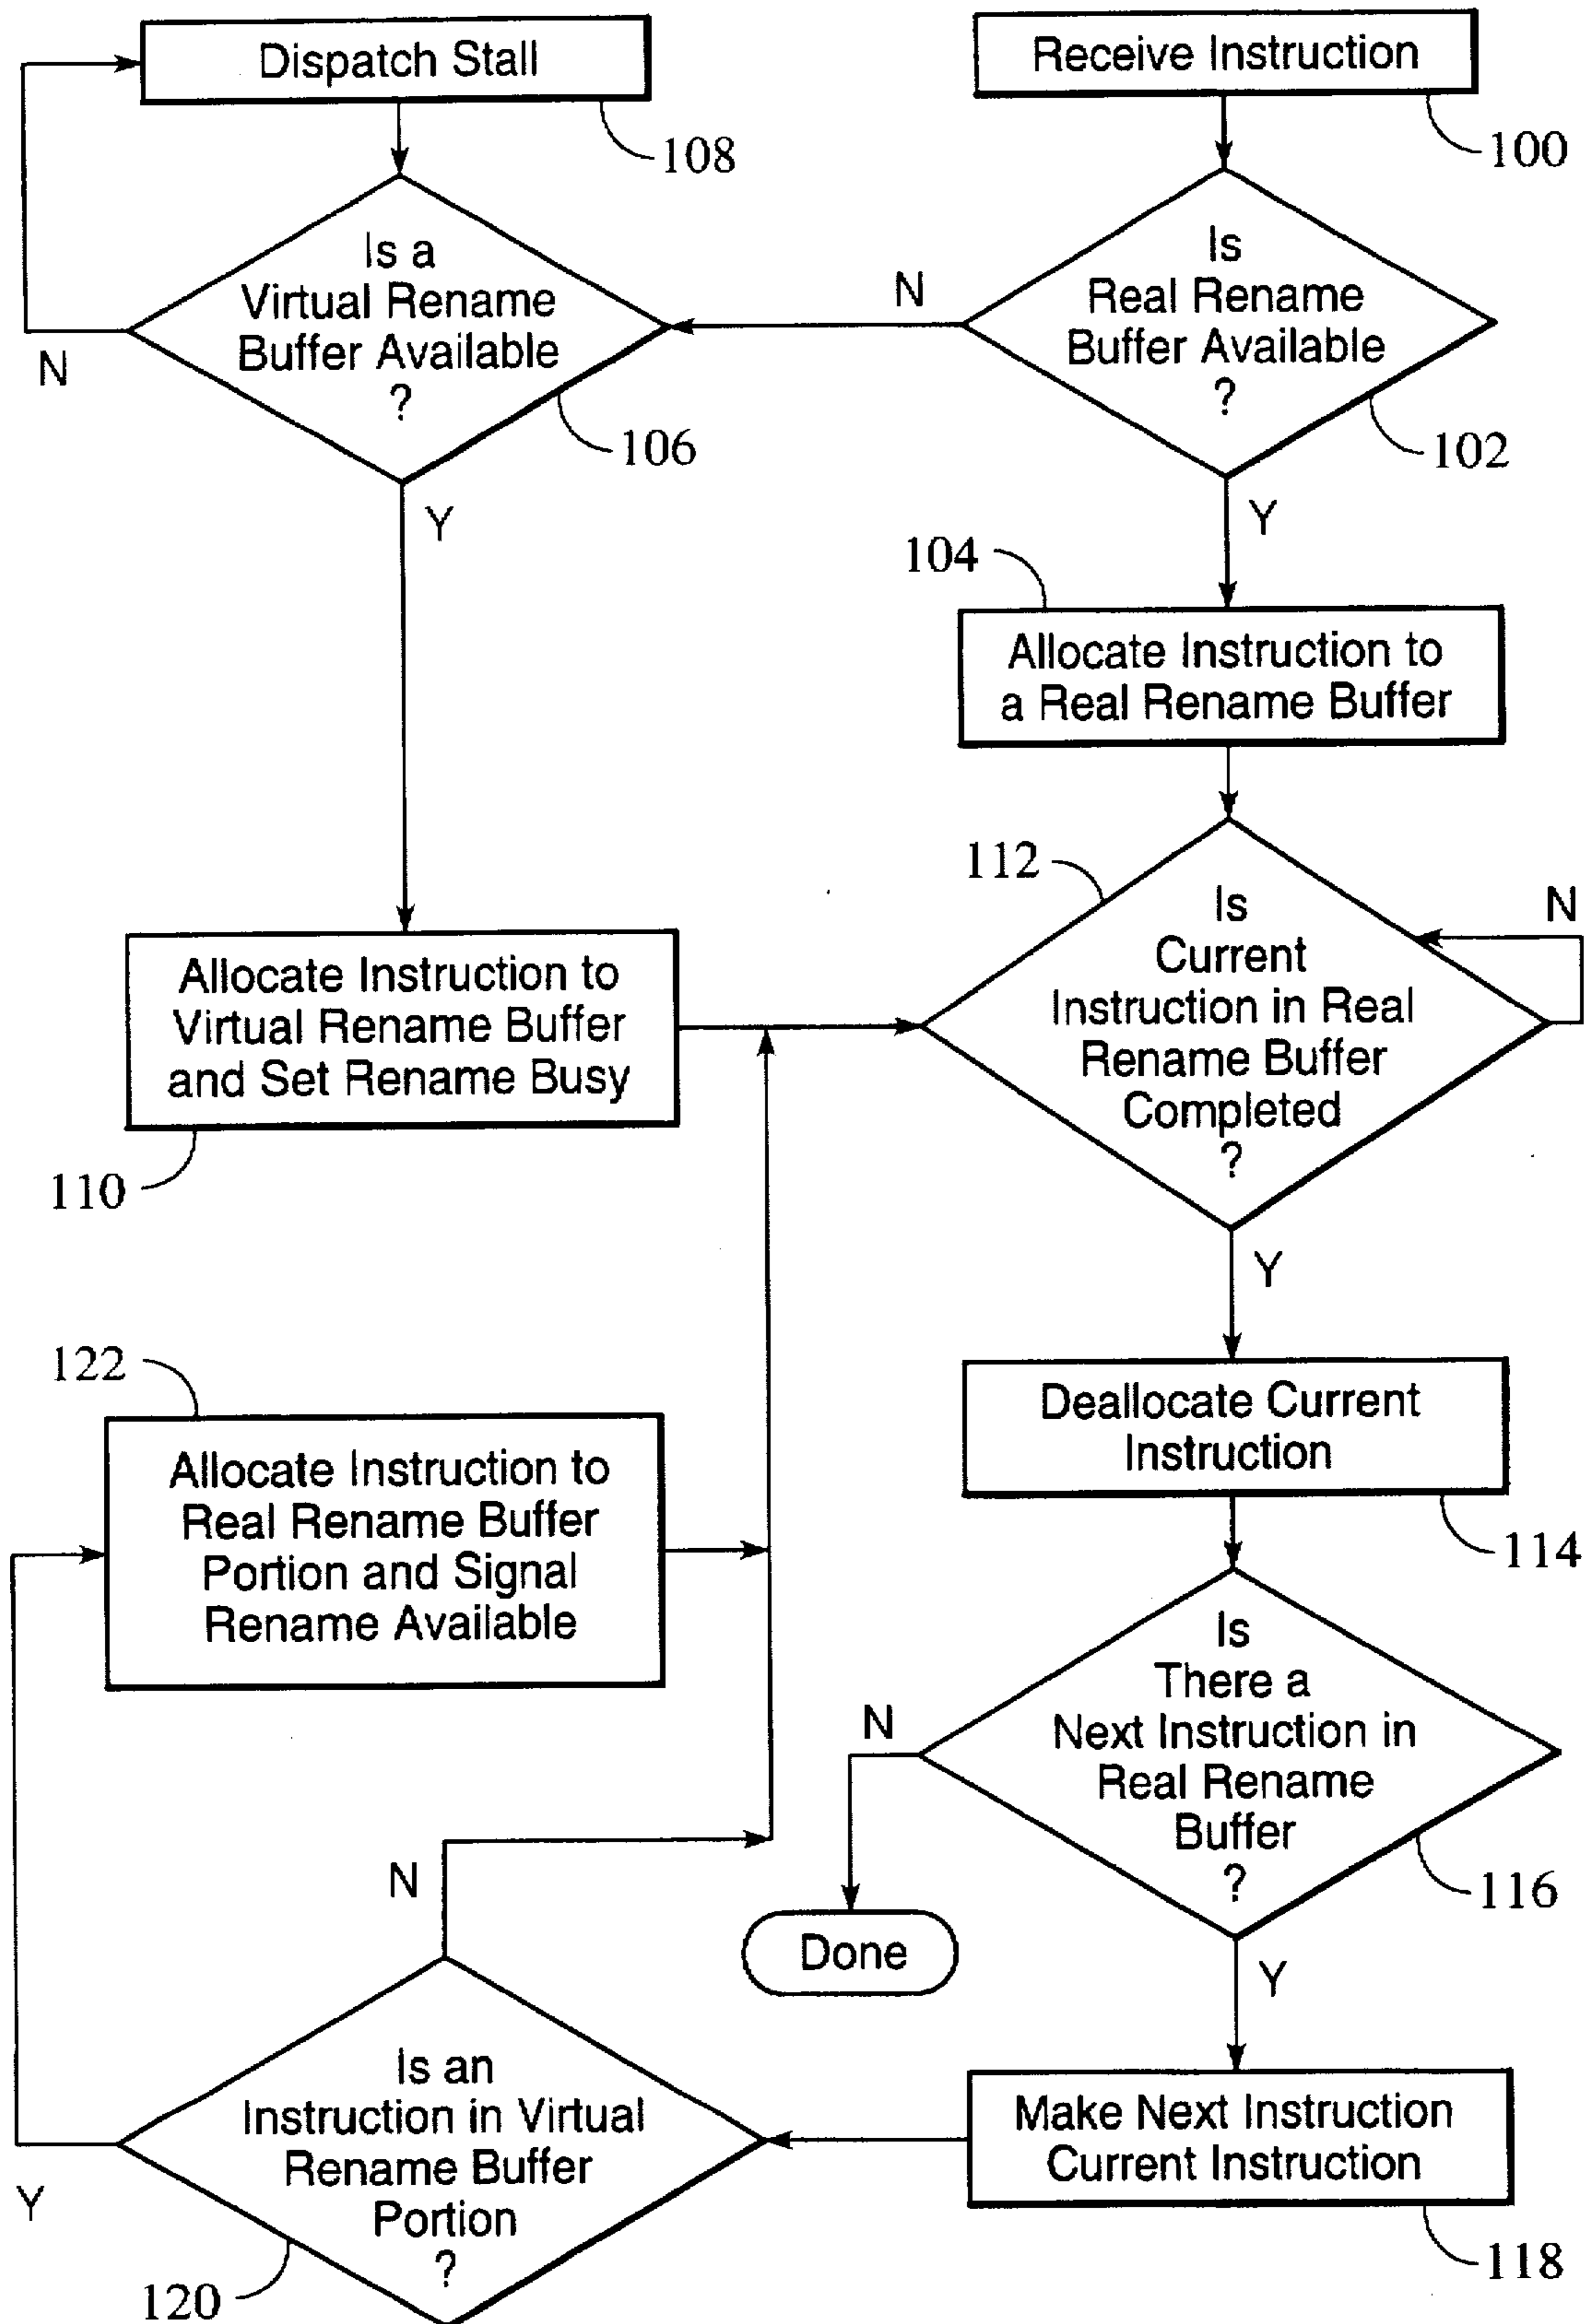 Dispatch Stall
108
Receive Instruction
100
Is a
Virtual Rename
Buffer Available
?
N
106
Y
N
Is
Real Rename
Buffer Available
?
102
Y
104
Allocate Instruction to
a Real Rename Buffer
112
Is
Current
Instruction in Real
Rename Buffer
Completed
?
N
Y
Allocate Instruction to
Virtual Rename Buffer
and Set Rename Busy
110
122
Allocate Instruction to
Real Rename Buffer
Portion and Signal
Rename Available
Deallocate Current
Instruction
114
Is
There a
Next Instruction in
Real Rename
Buffer
?
116
N
Done
Y
Make Next Instruction
Current Instruction
118
N
Is an
Instruction in Virtual
Rename Buffer
Portion
?
Y
120